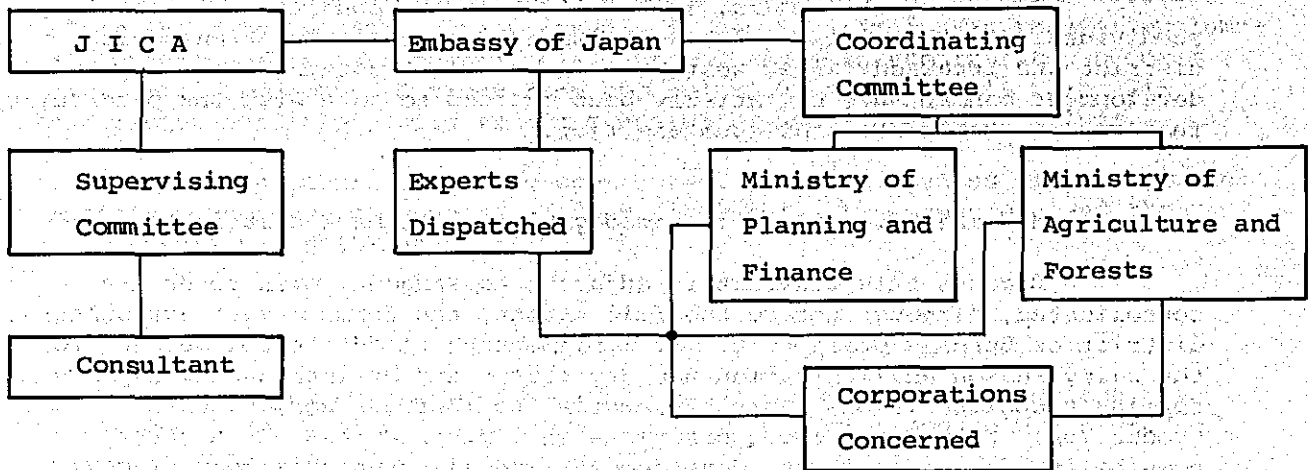 J I C A
Embassy of Japan
Coordinating
Committee
Supervising
Committee
Experts
Dispatched
Ministry of
Planning and
Finance
Ministry of
Agriculture and
Forests
Consultant
Corporations
Concerned